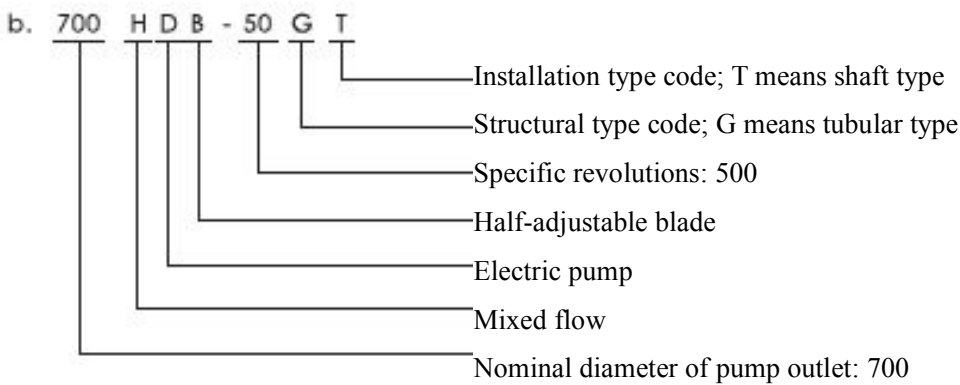 b. 700 H D B - 50 G T
Installation type code; T means shaft type
Structural type code; G means tubular type
Specific revolutions: 500
Half-adjustable blade
Electric pump
Mixed flow
Nominal diameter of pump outlet: 700